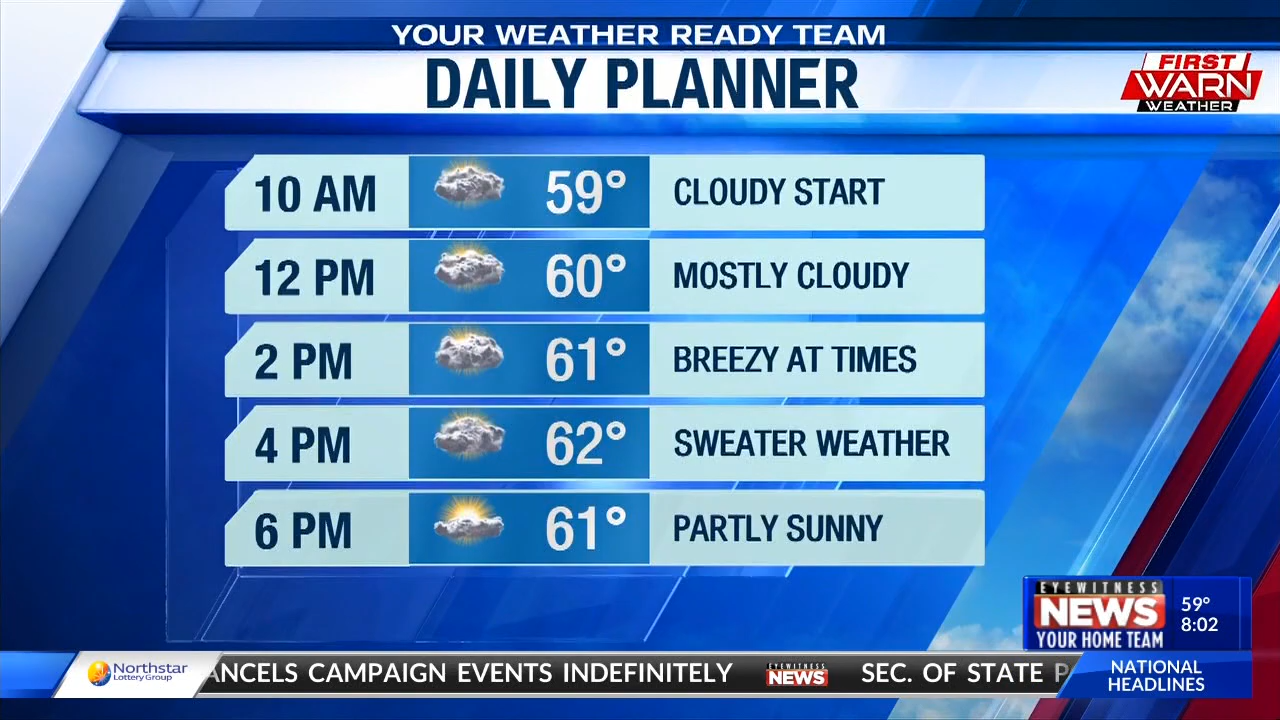 YOUR WEATHER READY TEAM
DAILY PLANNER
FIRST
WARN
WEATHER
10 AM 59° CLOUDY START
12 PM 60° MOSTLY CLOUDY
2 PM 61° BREEZY AT TIMES
4 PM 62° SWEATER WEATHER
6 PM 61° PARTLY SUNNY
EYEWITNESS
NEWS
YOUR HOME TEAM
59°
8:02
Northstar
Lottery Group
ANCELS CAMPAIGN EVENTS INDEFINITELY
EYEWITNESS
NEWS
SEC. OF STATE
NATIONAL
HEADLINES